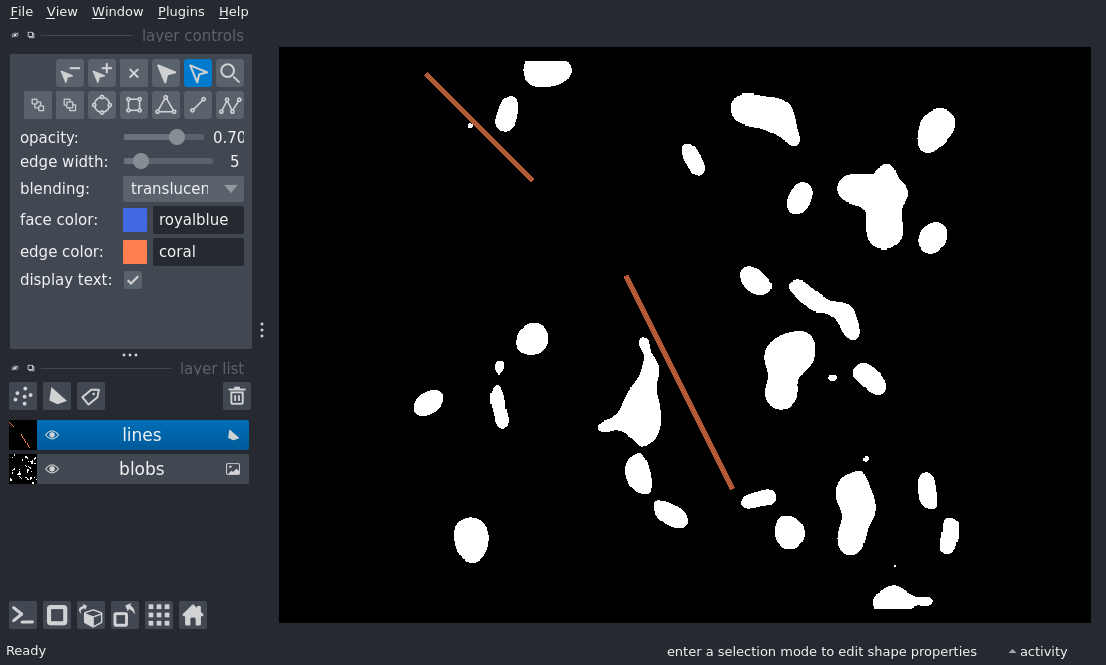 File View Window Plugins Help
layer controls
opacity: 0.70
edge width: 5
blending: translucen
face color: royalblue
edge color: coral
display text:
layer list
lines
blobs
Ready
enter a selection mode to edit shape properties
activity